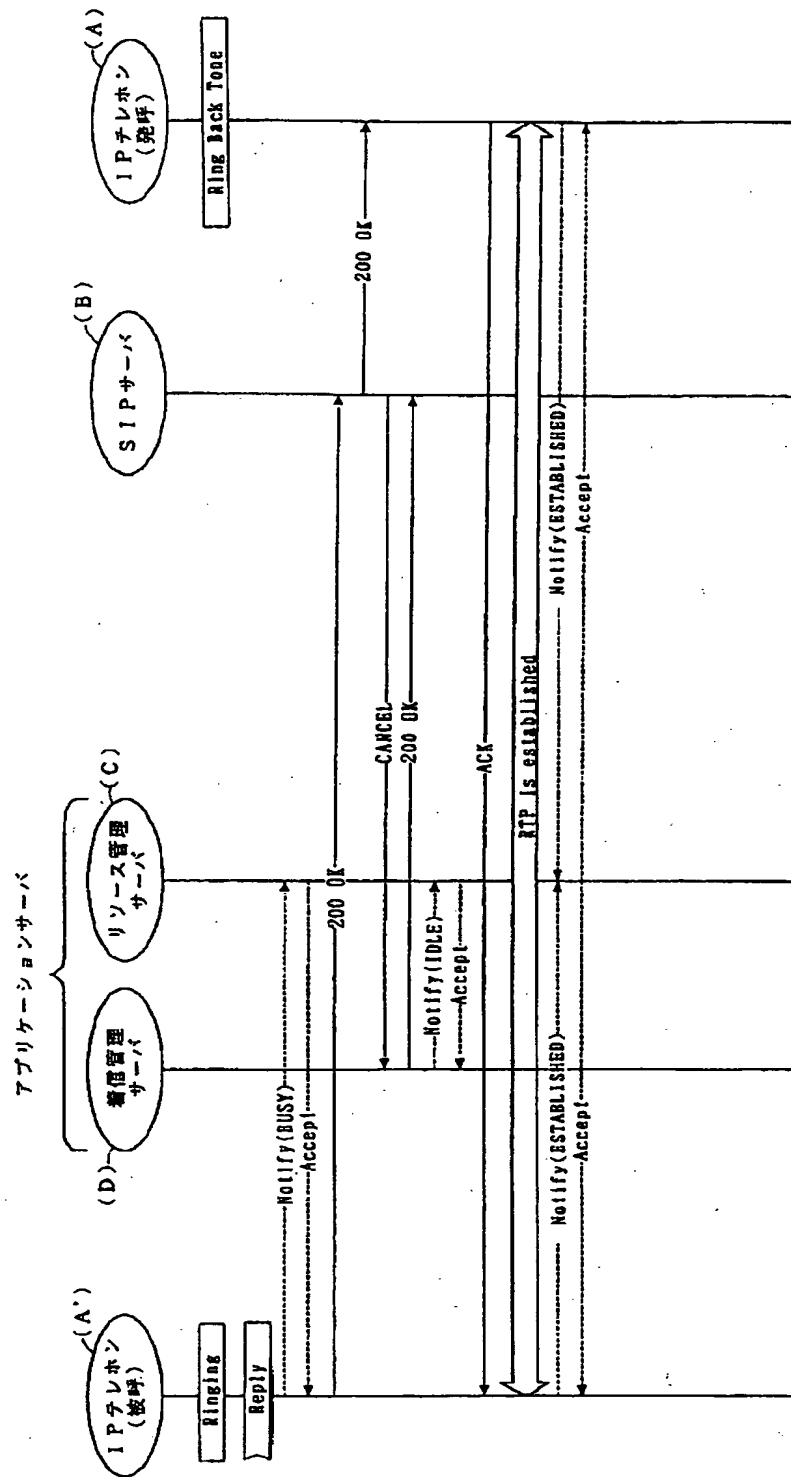 アプリケーションサーバ
(A')
IPテレホン
(被呼)
(D)
着信管理
サーバ
(C)
リソース管理
サーバ
(B)
SIPサーバ
(A)
IPテレホン
(発呼)
Ringing
Reply
Ring Back Tone
Notify(BUSY)
Accept
200 OK
200 OK
CANCEL
200 OK
Notify(IDLE)
Accept
ACK
RTP is established
Notify(ESTABLISHED)
Notify(ESTABLISHED)
Accept
Accept